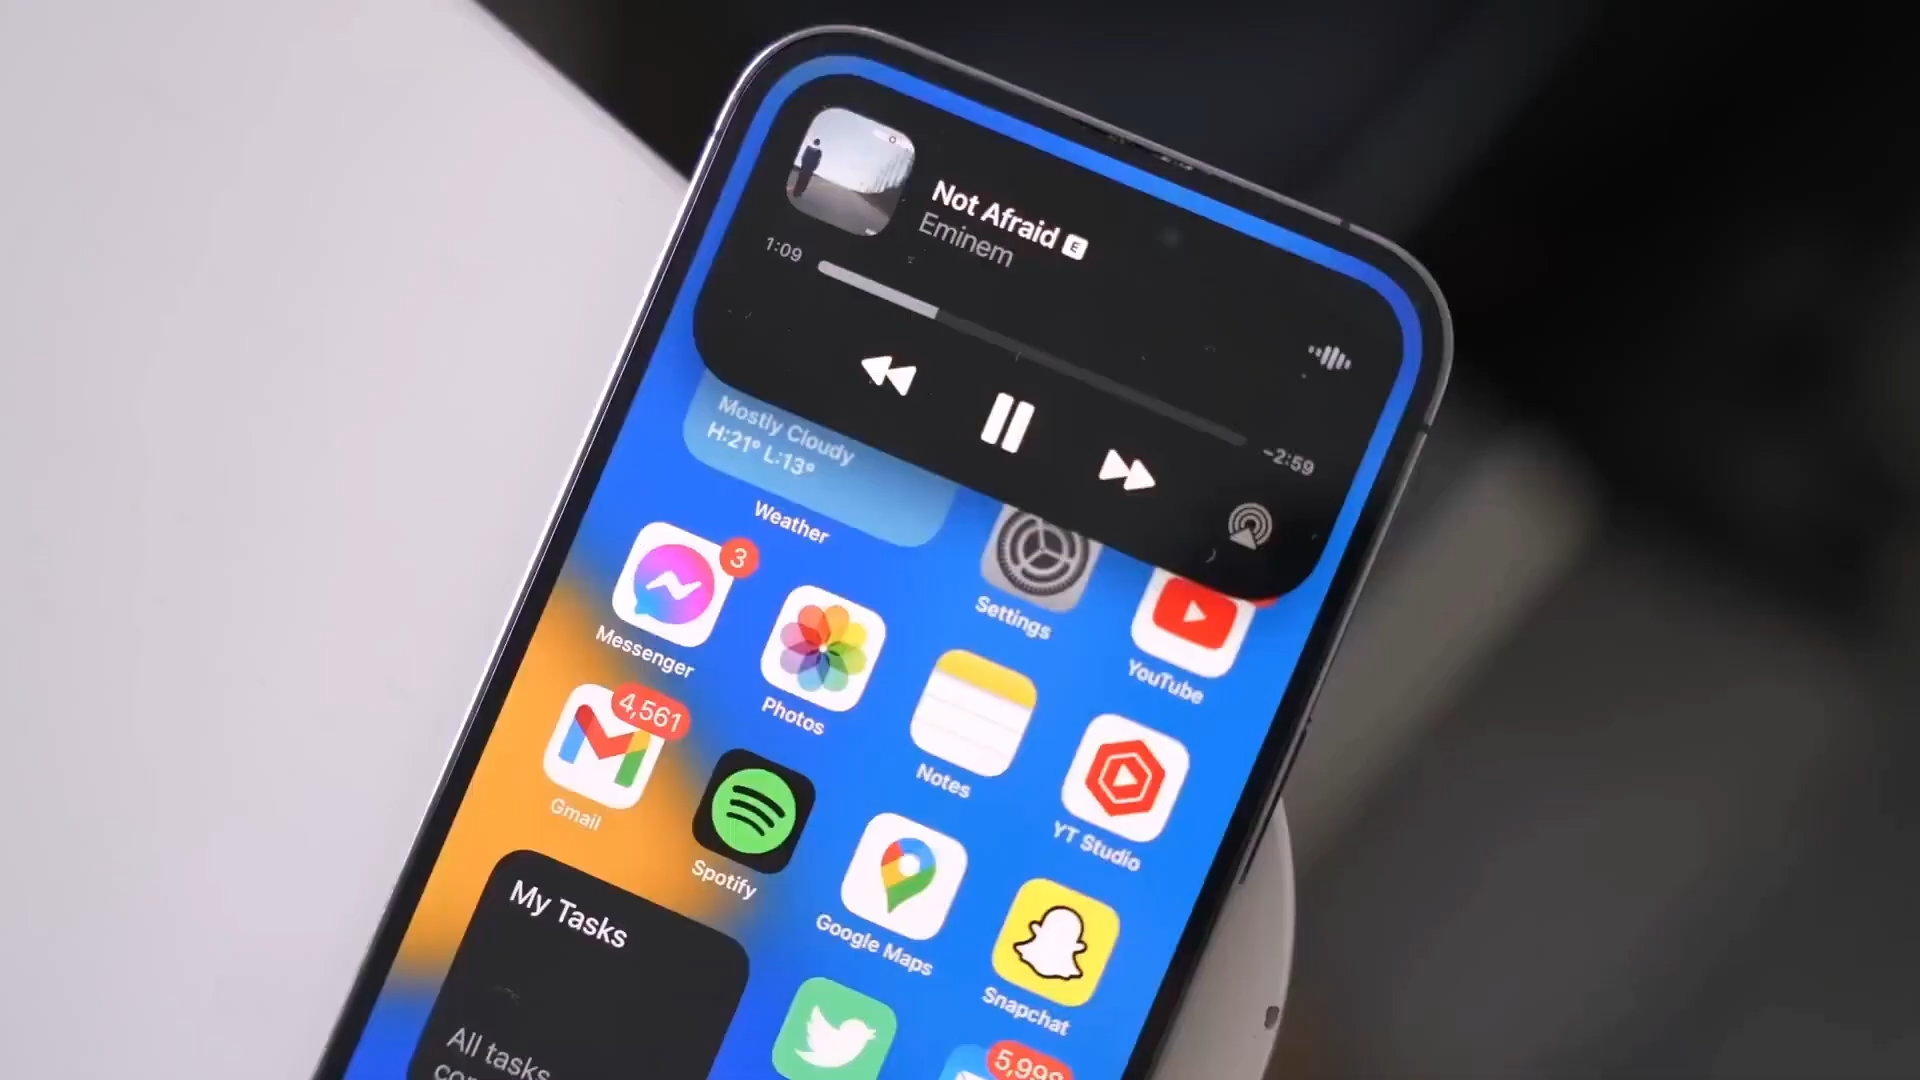 Not Afraid E
Eminem
1:09
-2:59
Mostly Cloudy
H:21° L:13°
Weather
Settings
YouTube
3
Messenger
Photos
Notes
YT Studio
4,561
Gmail
Spotify
Google Maps
Snapchat
My Tasks
All tasks
5,998